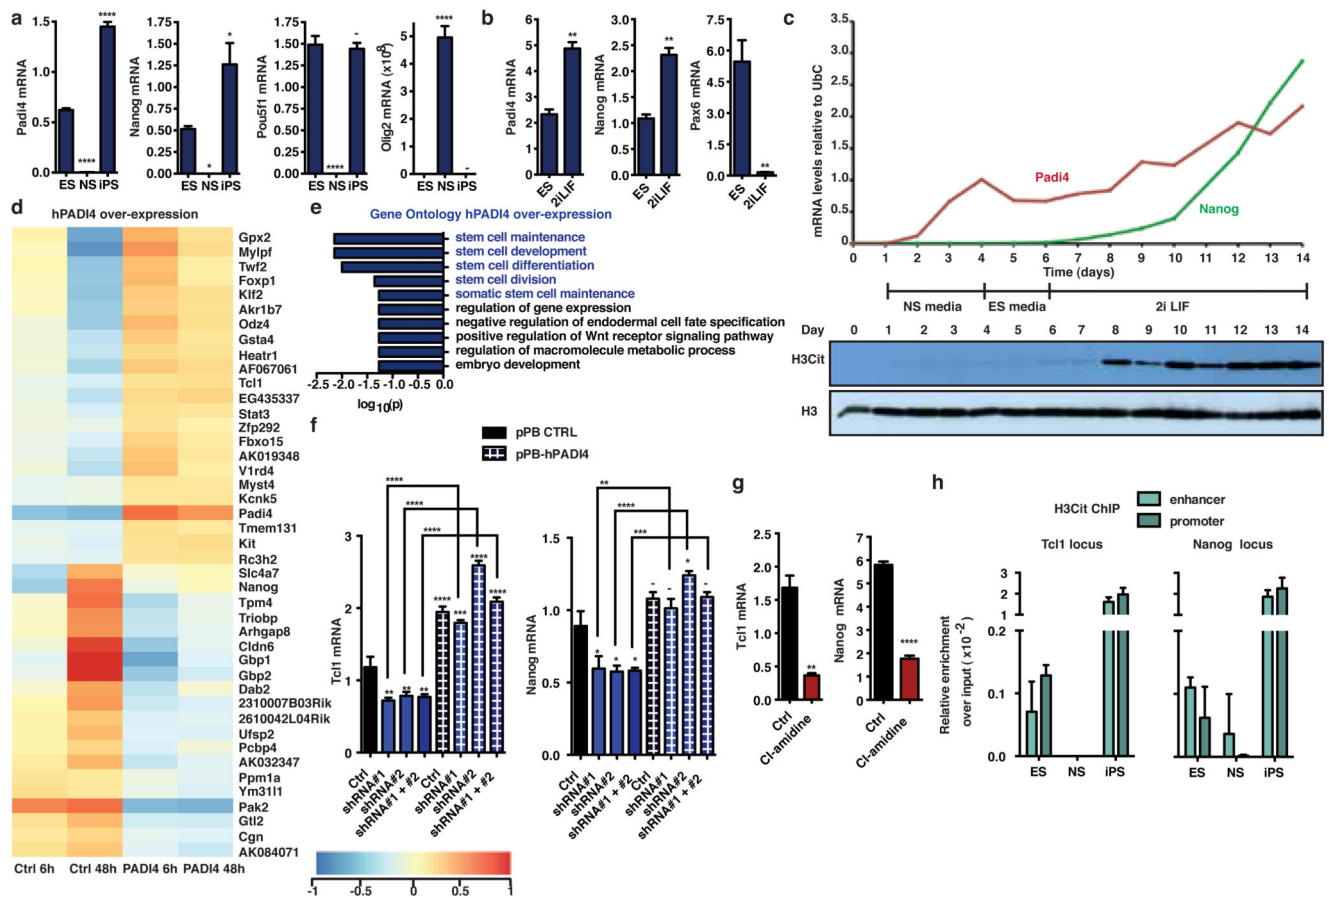 a
Padi4 mRNA
1.5
1.0
0.5
0.0
****
****
ES NS iPS
Nanog mRNA
1.75
1.50
1.25
1.00
0.75
0.50
0.25
0.00
*
*
ES NS iPS
Pou5f1 mRNA
1.75
1.50
1.25
1.00
0.75
0.50
0.25
0.00
****
-
ES NS iPS
Olig2 mRNA (x10⁸)
5
4
3
2
1
0
****
-
ES NS iPS
b
Padi4 mRNA
6
5
4
3
2
1
0
**
ES
2iLIF
Nanog mRNA
3.0
2.5
2.0
1.5
1.0
0.5
0.0
**
ES
2iLIF
Pax6 mRNA
7.5
6.0
4.5
3.0
1.5
0.0
**
ES
2iLIF
c
mRNA levels relative to UbC
3.5
3.0
2.5
2.0
1.5
1.0
0.5
0
Padi4
Nanog
0 1 2 3 4 5 6 7 8 9 10 11 12 13 14
Time (days)
NS media ES media 2i LIF
Day 0 1 2 3 4 5 6 7 8 9 10 11 12 13 14
H3Cit
H3
d
hPADI4 over-expression
Gpx2
Mylpf
Twf2
Foxp1
Klf2
Akr1b7
Odz4
Gsta4
Heatr1
AF067061
Tcl1
EG435337
Stat3
Zfp292
Fbxo15
AK019348
V1rd4
Myst4
Kcnk5
Padi4
Tmem131
Kit
Rc3h2
Slc4a7
Nanog
Tpm4
Triobp
Arhgap8
Cldn6
Gbp1
Gbp2
Dab2
2310007B03Rik
2610042L04Rik
Ufsp2
Pcbp4
AK032347
Ppm1a
Ym31l1
Pak2
Gtl2
Cgn
AK084071
Ctrl 6h Ctrl 48h PADI4 6h PADI4 48h
-1 -0.5 0 0.5 1
e
Gene Ontology hPADI4 over-expression
stem cell maintenance
stem cell development
stem cell differentiation
stem cell division
somatic stem cell maintenance
regulation of gene expression
negative regulation of endodermal cell fate specification
positive regulation of Wnt receptor signaling pathway
regulation of macromolecule metabolic process
embryo development
-2.5 -2.0 -1.5 -1.0 -0.5 0.0
log10(p)
f
pPB CTRL
pPB-hPADI4
Tcl1 mRNA
3
2
1
0
****
****
****
** ** ** **** *** **** ****
Ctrl
shRNA#1
shRNA#2
shRNA#1 + #2
Ctrl
shRNA#1
shRNA#2
shRNA#1 + #2
Nanog mRNA
1.5
1.0
0.5
0.0
**
****
***
* * * - - * -
Ctrl
shRNA#1
shRNA#2
shRNA#1 + #2
Ctrl
shRNA#1
shRNA#2
shRNA#1 + #2
g
Tcl1 mRNA
2.5
2.0
1.5
1.0
0.5
0.0
**
Ctrl
Cl-amidine
Nanog mRNA
7
6
5
4
3
2
1
0
****
Ctrl
Cl-amidine
h
H3Cit ChIP
enhancer
promoter
Tcl1 locus
Nanog locus
Relative enrichment
over input ( x10⁻²)
3
2
1
0.2
0.1
0.0
ES NS iPS
3
2
1
ES NS iPS